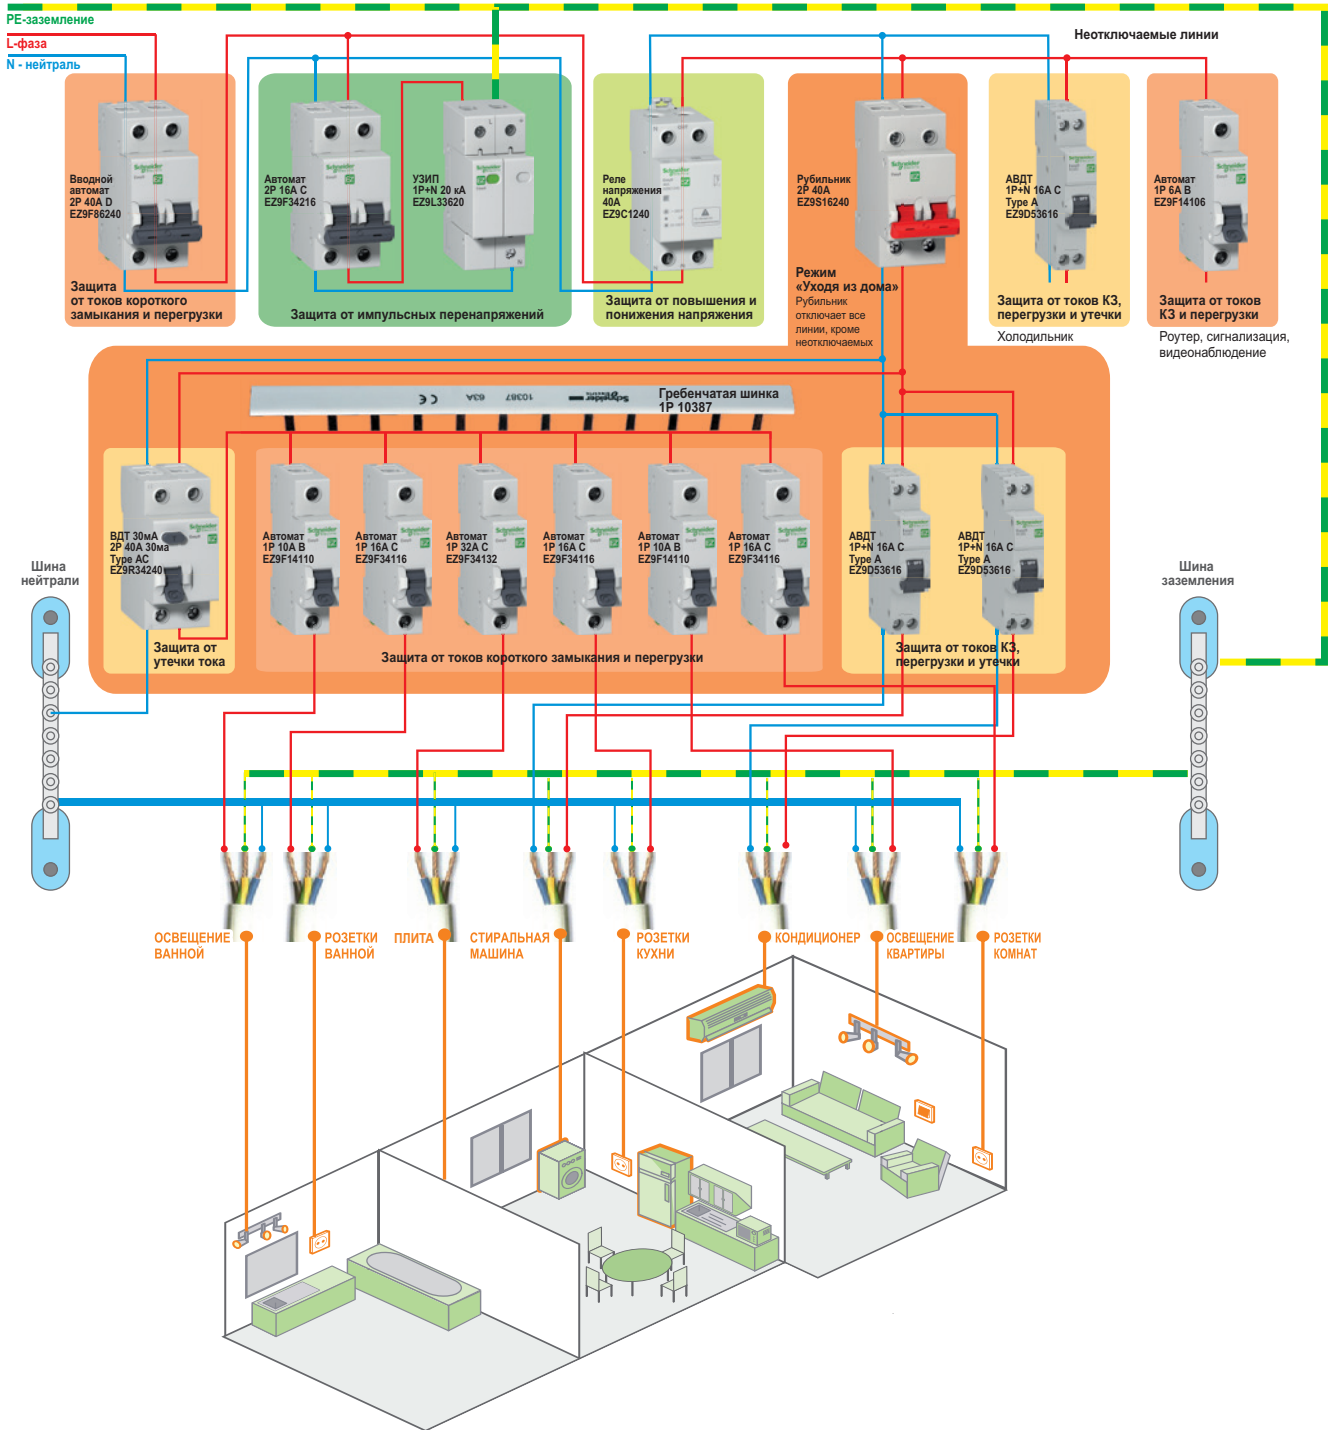 PE-заземление
L-фаза
N - нейтраль
Неотключаемые линии
Вводной
автомат
2P 40A D
EZ9F86240
Защита
от токов короткого
замыкания и перегрузки
Автомат
2P 16A C
EZ9F34216
УЗИП
1P+N 20 кА
EZ9L33620
Защита от импульсных перенапряжений
Реле
напряжения
40A
EZ9C1240
Защита от повышения и
понижения напряжения
Рубильник
2P 40A
EZ9S16240
Режим
«Уходя из дома»
Рубильник
отключает все
линии, кроме
неотключаемых
АВДТ
1P+N 16A C
Type A
EZ9D53616
Защита от токов КЗ,
перегрузки и утечки
Холодильник
Автомат
1P 6A B
EZ9F14106
Защита от токов
КЗ и перегрузки
Роутер, сигнализация,
видеонаблюдение
CE 63A 10387 Schneider Electric
Гребенчатая шинка
1P 10387
ВДТ 30мА
2P 40A 30ма
Type AC
EZ9R34240
Защита от
утечки тока
Автомат
1P 10A B
EZ9F14110
Автомат
1P 16A C
EZ9F34116
Автомат
1P 32A C
EZ9F34132
Автомат
1P 16A C
EZ9F34116
Автомат
1P 10A B
EZ9F14110
Автомат
1P 16A C
EZ9F34116
Защита от токов короткого замыкания и перегрузки
АВДТ
1P+N 16A C
Type A
EZ9D53616
АВДТ
1P+N 16A C
Type A
EZ9D53616
Защита от токов КЗ,
перегрузки и утечки
Шина
нейтрали
Шина
заземления
ОСВЕЩЕНИЕ
ВАННОЙ
РОЗЕТКИ
ВАННОЙ
ПЛИТА
СТИРАЛЬНАЯ
МАШИНА
РОЗЕТКИ
КУХНИ
КОНДИЦИОНЕР
ОСВЕЩЕНИЕ
КВАРТИРЫ
РОЗЕТКИ
КОМНАТ